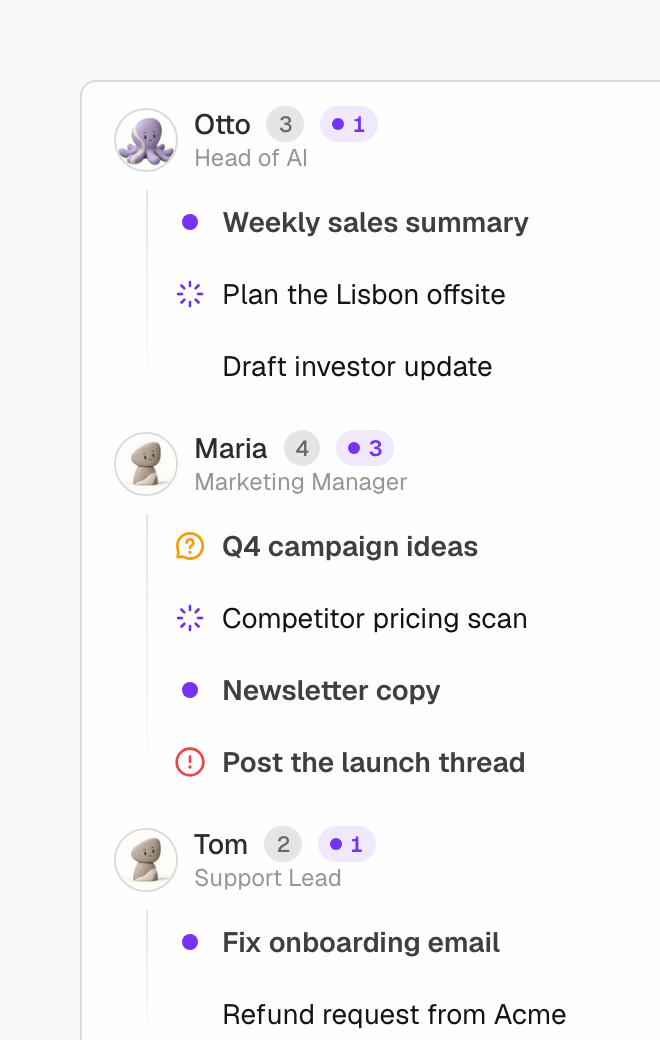 Otto 3 1
Head of AI
Weekly sales summary
Plan the Lisbon offsite
Draft investor update
Maria 4 3
Marketing Manager
Q4 campaign ideas
Competitor pricing scan
Newsletter copy
Post the launch thread
Tom 2 1
Support Lead
Fix onboarding email
Refund request from Acme